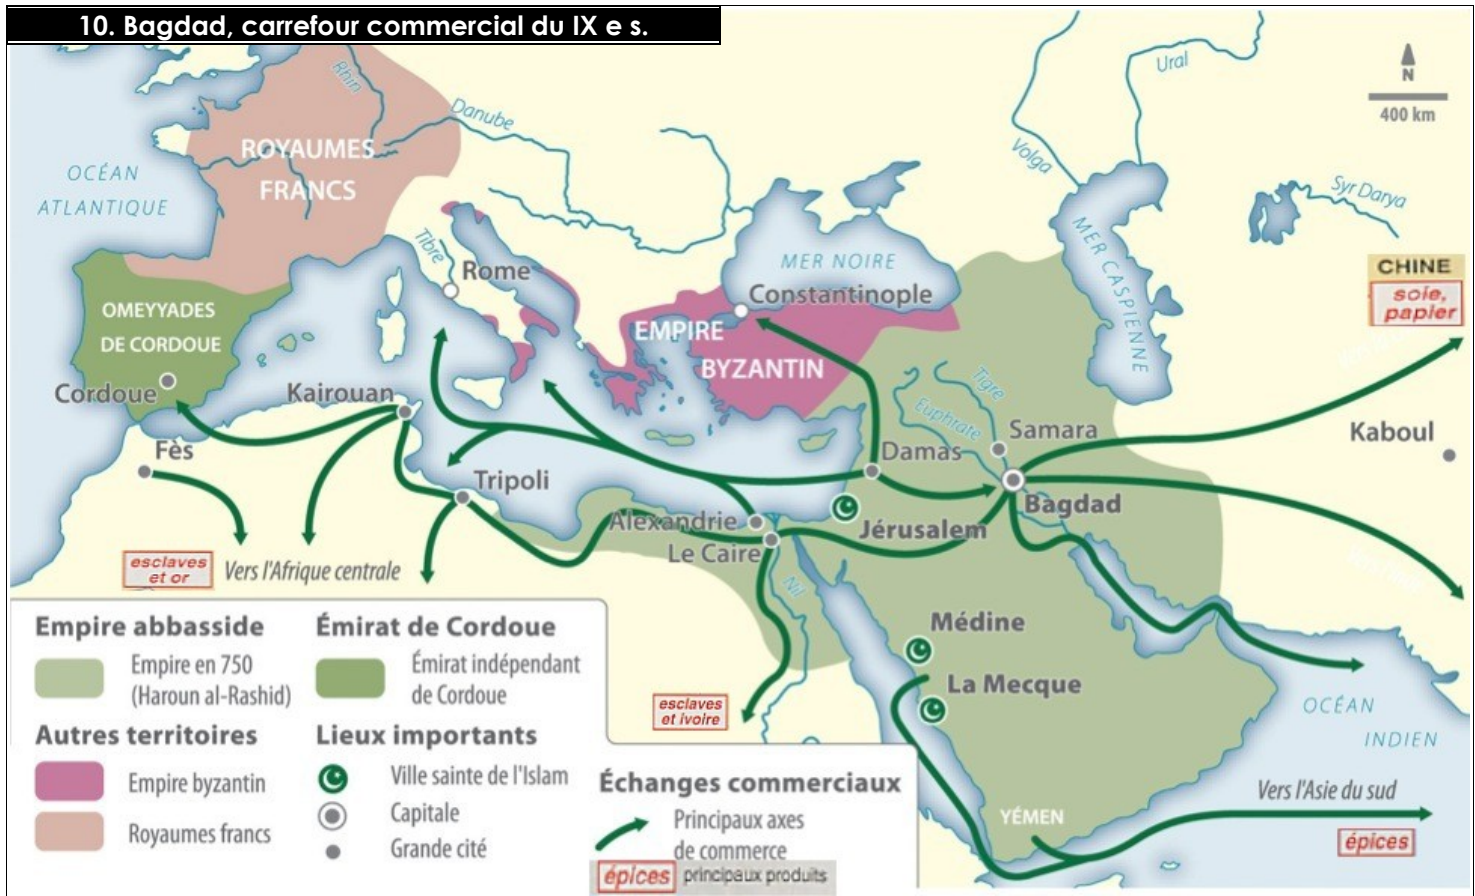 10. Bagdad, carrefour commercial du IX e s.
Rhin
Danube
Ural
N
400 km
ROYAUMES
FRANCS
OCÉAN
ATLANTIQUE
Volga
Syr Darya
MER CASPIENNE
Tibre
Rome
MER NOIRE
Constantinople
CHINE
soie,
papier
OMEYYADES
DE CORDOUE
EMPIRE
BYZANTIN
Cordoue
Kairouan
Tigre
Euphrate
Samara
Kaboul
Fès
Damas
Tripoli
Bagdad
Alexandrie
Jérusalem
Le Caire
esclaves
et or
Vers l'Afrique centrale
Nil
Médine
La Mecque
esclaves
et ivoire
OCÉAN
INDIEN
YÉMEN
Vers l'Asie du sud
épices
Empire abbasside
Empire en 750
(Haroun al-Rashid)
Émirat de Cordoue
Émirat indépendant
de Cordoue
Autres territoires
Empire byzantin
Royaumes francs
Lieux importants
Ville sainte de l'Islam
Capitale
Grande cité
Échanges commerciaux
Principaux axes
de commerce
épices principaux produits